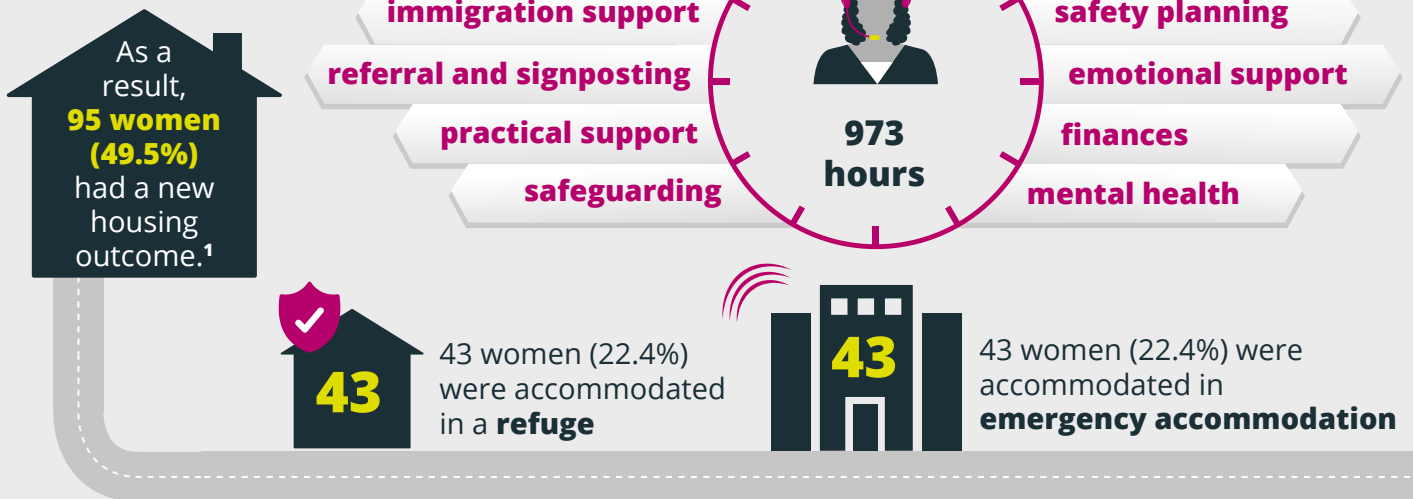 As a
result,
95 women
(49.5%)
had a new
housing
outcome.¹
immigration support
referral and signposting
practical support
safeguarding
973
hours
safety planning
emotional support
finances
mental health
43
43 women (22.4%)
were accommodated
in a refuge
43
43 women (22.4%) were
accommodated in
emergency accommodation